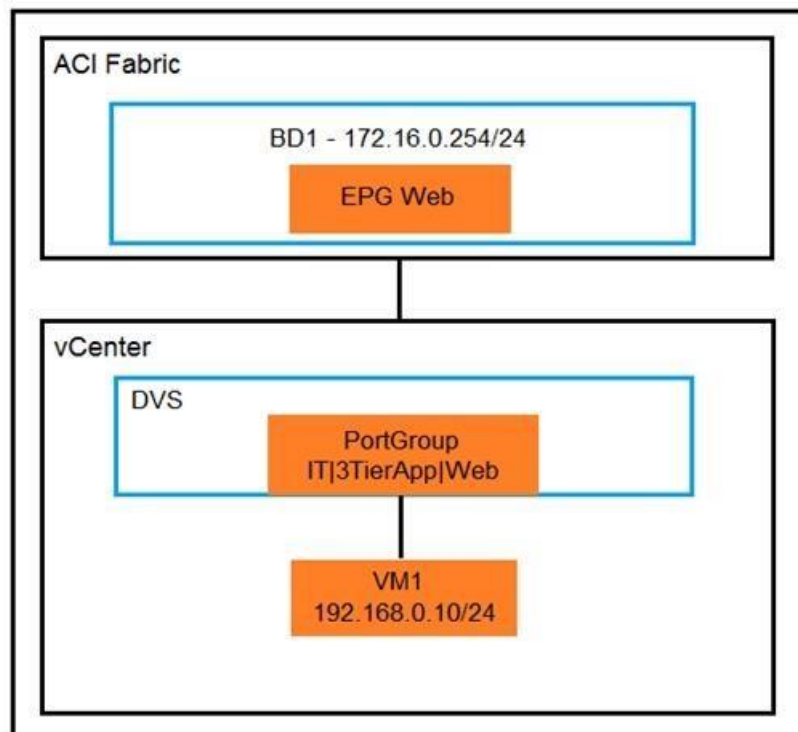 ACI Fabric
BD1 - 172.16.0.254/24
EPG Web
vCenter
DVS
PortGroup
IT|3TierApp|Web
VM1
192.168.0.10/24